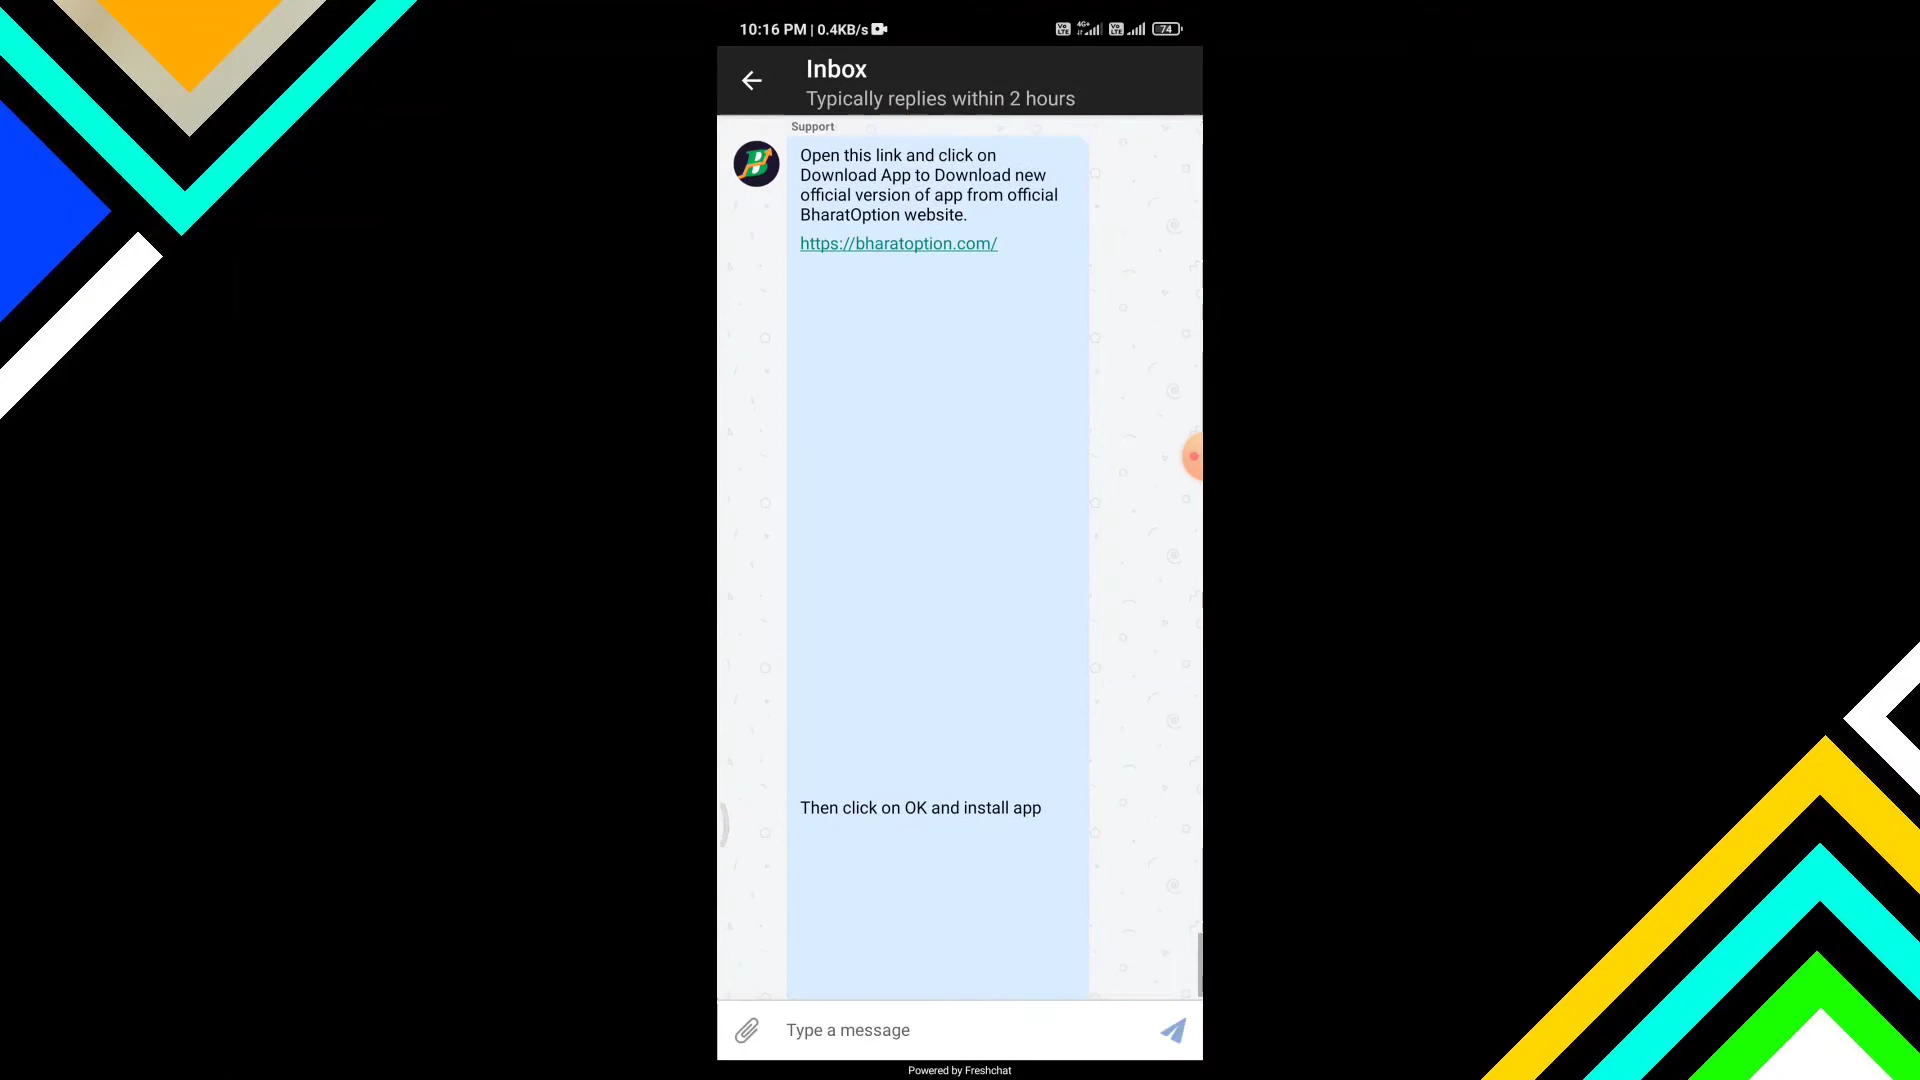 10:16 PM | 0.4KB/s
4G+
74
Inbox
Typically replies within 2 hours
Support
Open this link and click on
Download App to Download new
official version of app from official
BharatOption website.
https://bharatoption.com/
Then click on OK and install app
Type a message
Powered by Freshchat